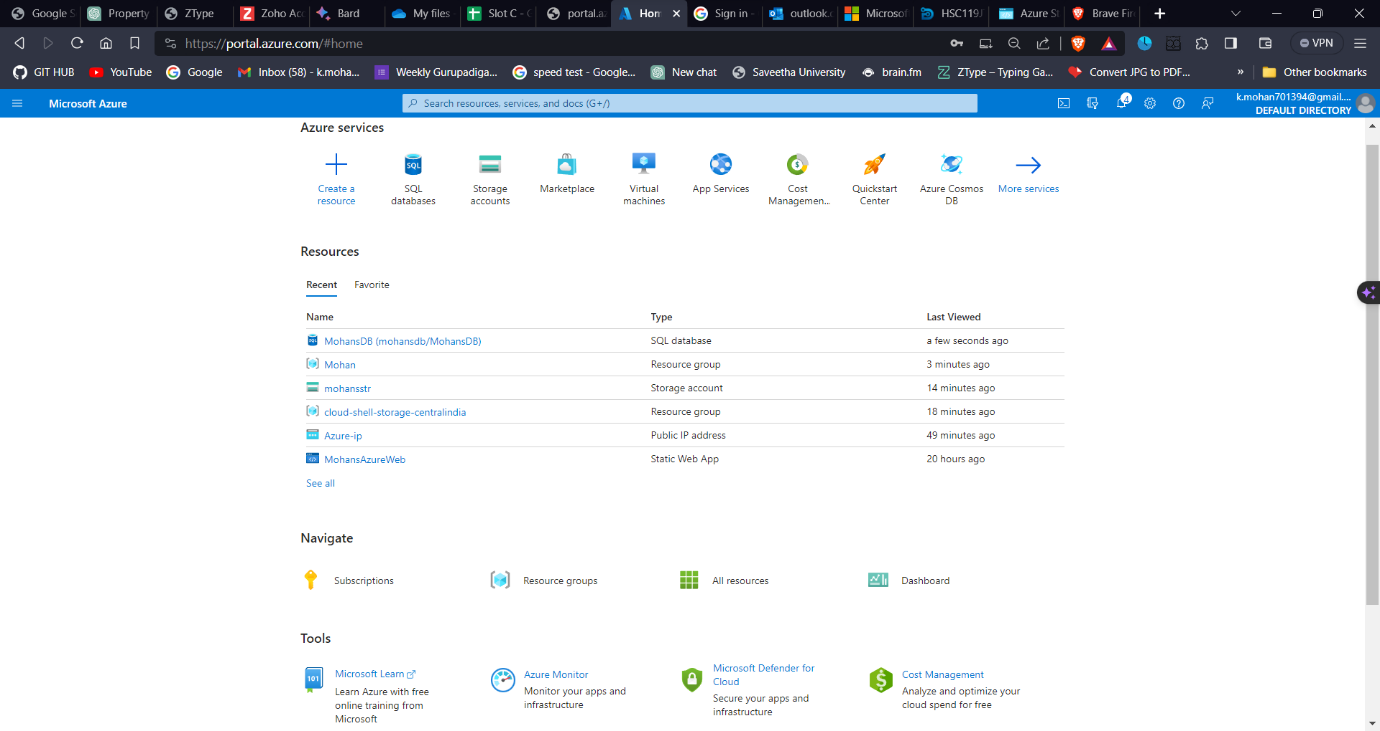 Google S
Property
ZType
Zoho Acc
Bard
My files
Slot C - C
portal.az
Hom
Sign in -
outlook.c
Microsof
HSC119J
Azure St
Brave Fire
https://portal.azure.com/#home
VPN
GIT HUB
YouTube
Google
Inbox (58) - k.moha...
Weekly Gurupadiga...
speed test - Google...
New chat
Saveetha University
brain.fm
ZType – Typing Ga...
Convert JPG to PDF...
»
Other bookmarks
Microsoft Azure
Search resources, services, and docs (G+/)
4
k.mohan701394@gmail....
DEFAULT DIRECTORY
Azure services
Create a
resource
SQL
SQL
databases
Storage
accounts
Marketplace
Virtual
machines
App Services
Cost
Managemen...
Quickstart
Center
Azure Cosmos
DB
More services
Resources
Recent Favorite
Name Type Last Viewed
MohansDB (mohansdb/MohansDB) SQL database a few seconds ago
Mohan Resource group 3 minutes ago
mohansstr Storage account 14 minutes ago
cloud-shell-storage-centralindia Resource group 18 minutes ago
Azure-ip Public IP address 49 minutes ago
MohansAzureWeb Static Web App 20 hours ago
See all
Navigate
Subscriptions Resource groups All resources Dashboard
Tools
101
Microsoft Learn
Learn Azure with free
online training from
Microsoft
Azure Monitor
Monitor your apps and
infrastructure
Microsoft Defender for
Cloud
Secure your apps and
infrastructure
Cost Management
Analyze and optimize your
cloud spend for free